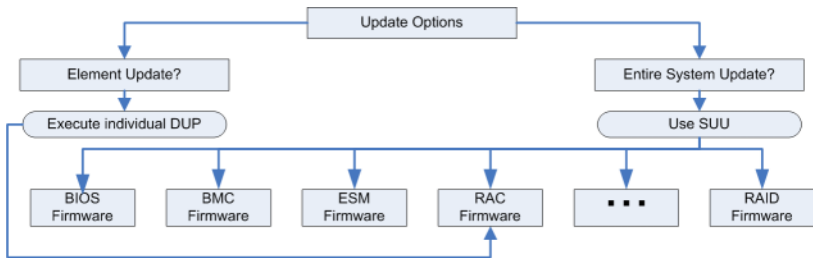 Update Options
Element Update?
Entire System Update?
Execute individual DUP
Use SUU
BIOS
Firmware
BMC
Firmware
ESM
Firmware
RAC
Firmware
...
RAID
Firmware